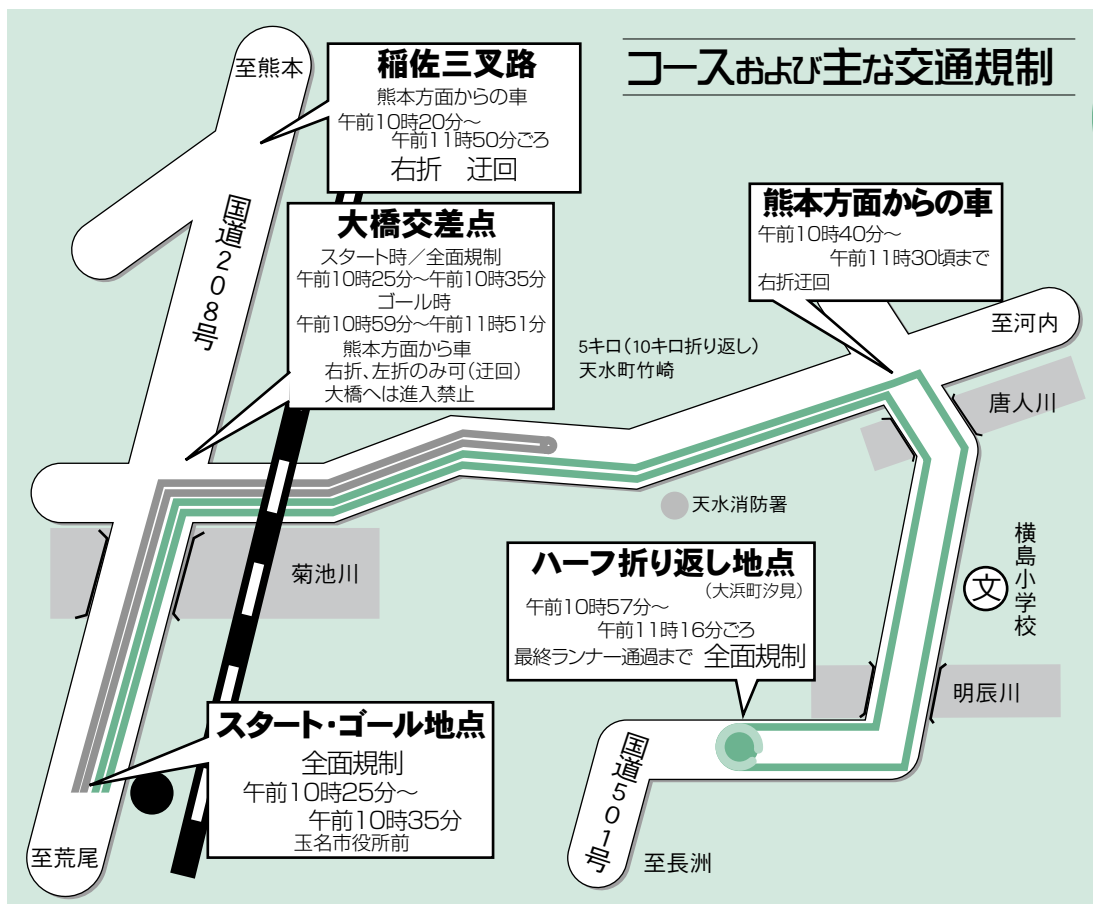 コースおよび主な交通規制
至熊本
稲佐三叉路
熊本方面からの車
午前10時20分～
午前11時50分ごろ
右折　迂回
国道208号
大橋交差点
スタート時／全面規制
午前10時25分～午前10時35分
ゴール時
午前10時59分～午前11時51分
熊本方面から車
右折、左折のみ可(迂回)
大橋へは進入禁止
熊本方面からの車
午前10時40分～
午前11時30頃まで
右折迂回
至河内
5キロ（10キロ折り返し）
天水町竹崎
唐人川
天水消防署
菊池川
ハーフ折り返し地点
(大浜町汐見)
午前10時57分～
午前11時16分ごろ
最終ランナー通過まで 全面規制
文
横島小学校
明辰川
スタート・ゴール地点
全面規制
午前10時25分～
午前10時35分
玉名市役所前
国道501号
至荒尾
至長洲